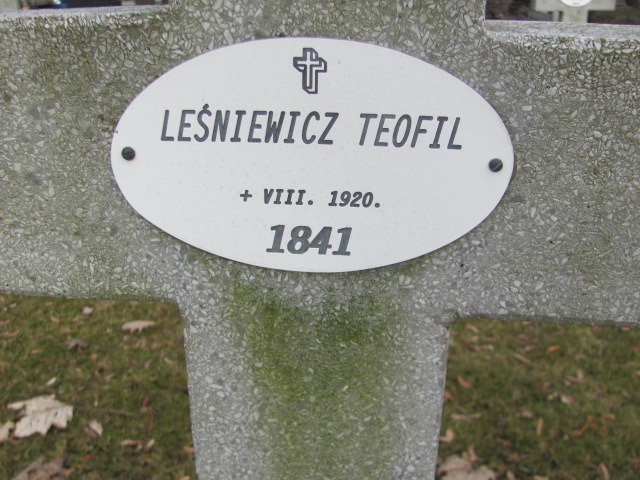 LEŚNIEWICZ TEOFIL
+ VIII. 1920.
1841